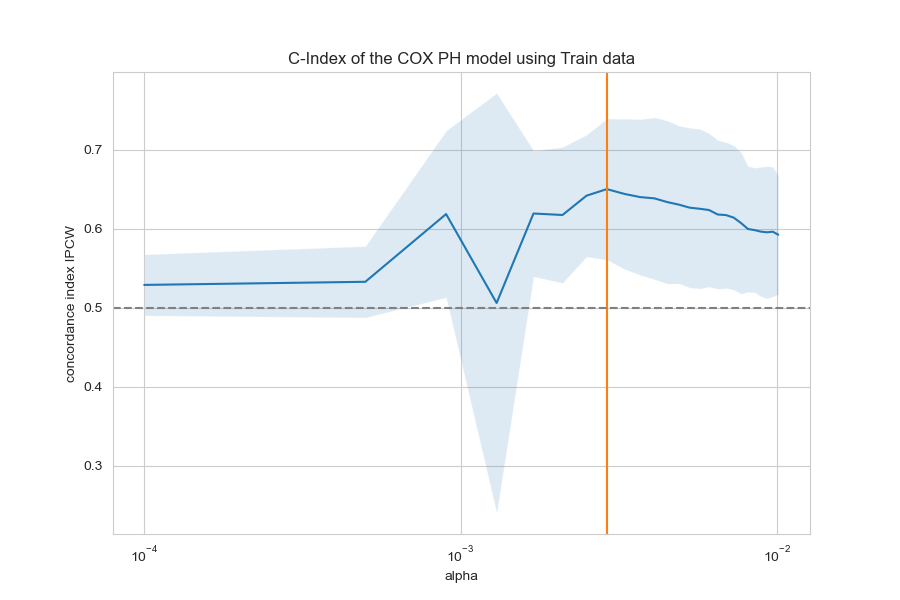 C-Index of the COX PH model using Train data
concordance index IPCW
0.7
0.6
0.5
0.4
0.3
10⁻⁴ 10⁻³ 10⁻²
alpha